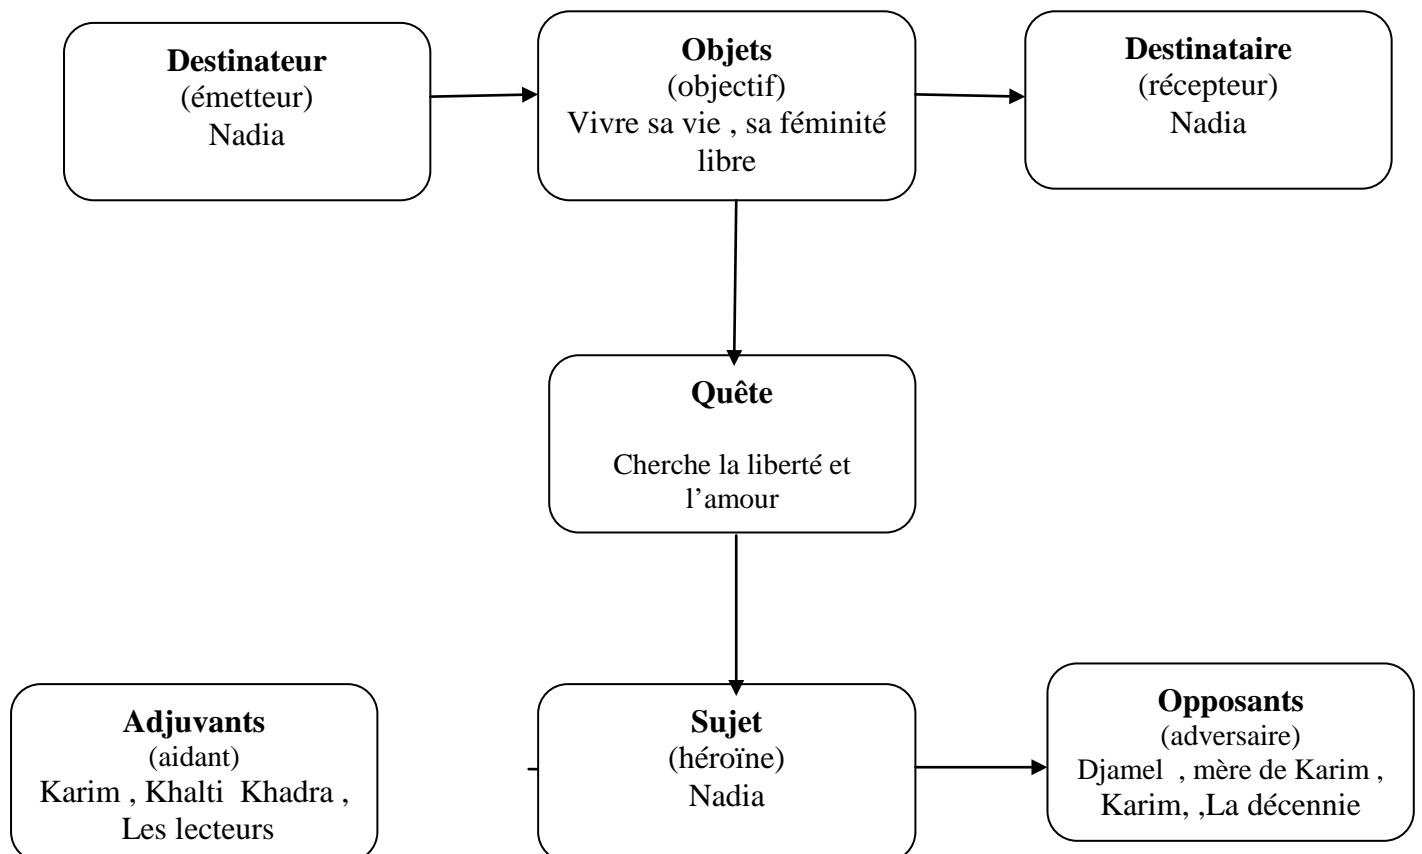 Destinateur
(émetteur)
Nadia
Objets
(objectif)
Vivre sa vie , sa féminité
libre
Destinataire
(récepteur)
Nadia
Quête
Cherche la liberté et
l’amour
Adjuvants
(aidant)
Karim , Khalti  Khadra ,
Les lecteurs
Sujet
(héroïne)
Nadia
Opposants
(adversaire)
Djamel  , mère de Karim ,
Karim, ,La décennie